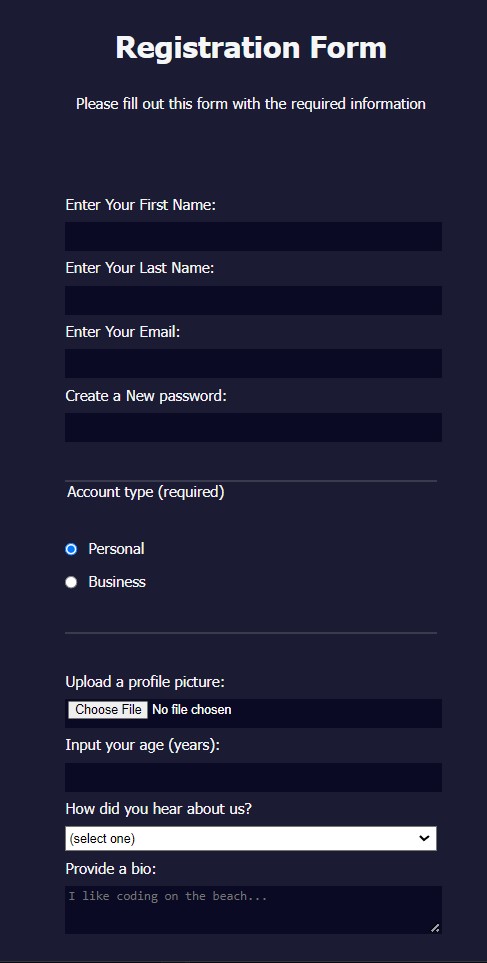 Registration Form
Please fill out this form with the required information
Enter Your First Name:
Enter Your Last Name:
Enter Your Email:
Create a New password:
Account type (required)
Personal
Business
Upload a profile picture:
Choose File No file chosen
Input your age (years):
How did you hear about us?
(select one)
Provide a bio:
I like coding on the beach...